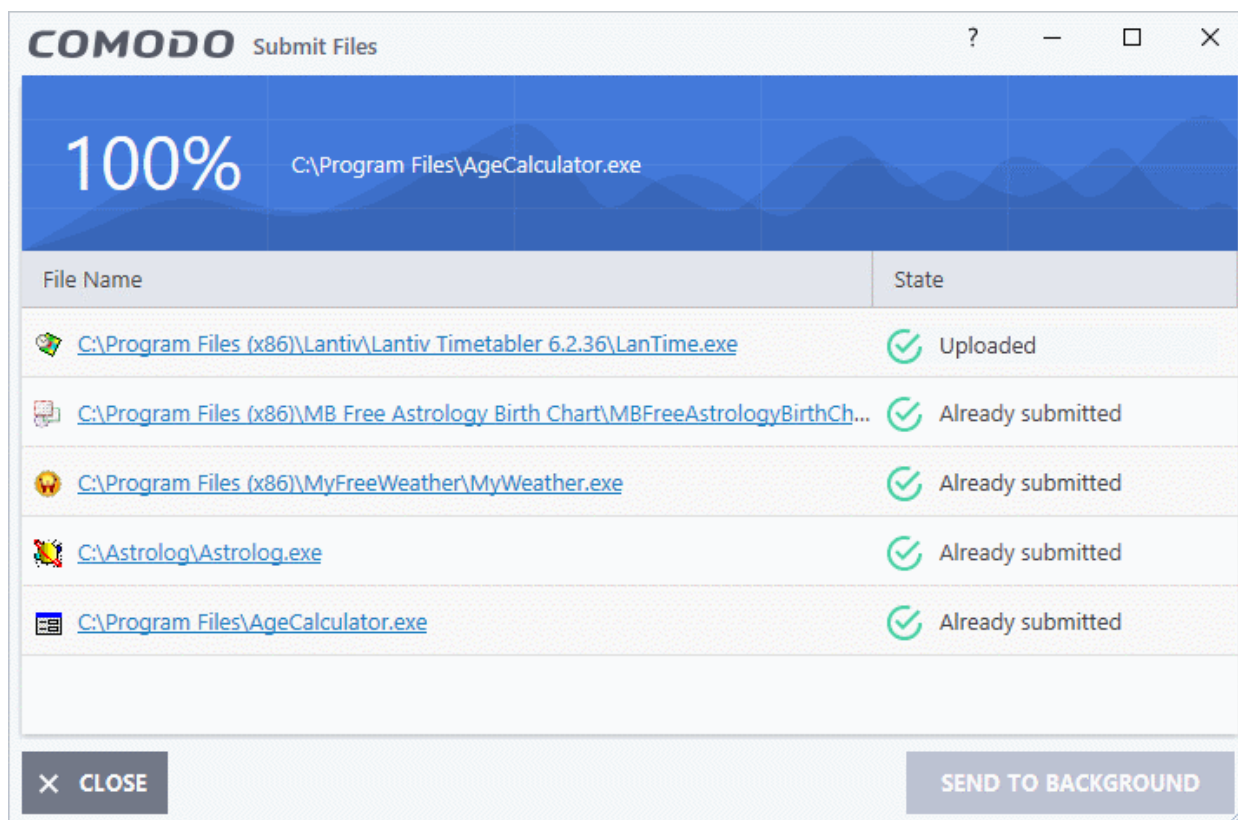 COMODO Submit Files ?
100% C:\Program Files\AgeCalculator.exe
File Name State
C:\Program Files (x86)\Lantiv\Lantiv Timetabler 6.2.36\LanTime.exe Uploaded
C:\Program Files (x86)\MB Free Astrology Birth Chart\MBFreeAstrologyBirthCh... Already submitted
C:\Program Files (x86)\MyFreeWeather\MyWeather.exe Already submitted
C:\Astrolog\Astrolog.exe Already submitted
C:\Program Files\AgeCalculator.exe Already submitted
CLOSE SEND TO BACKGROUND